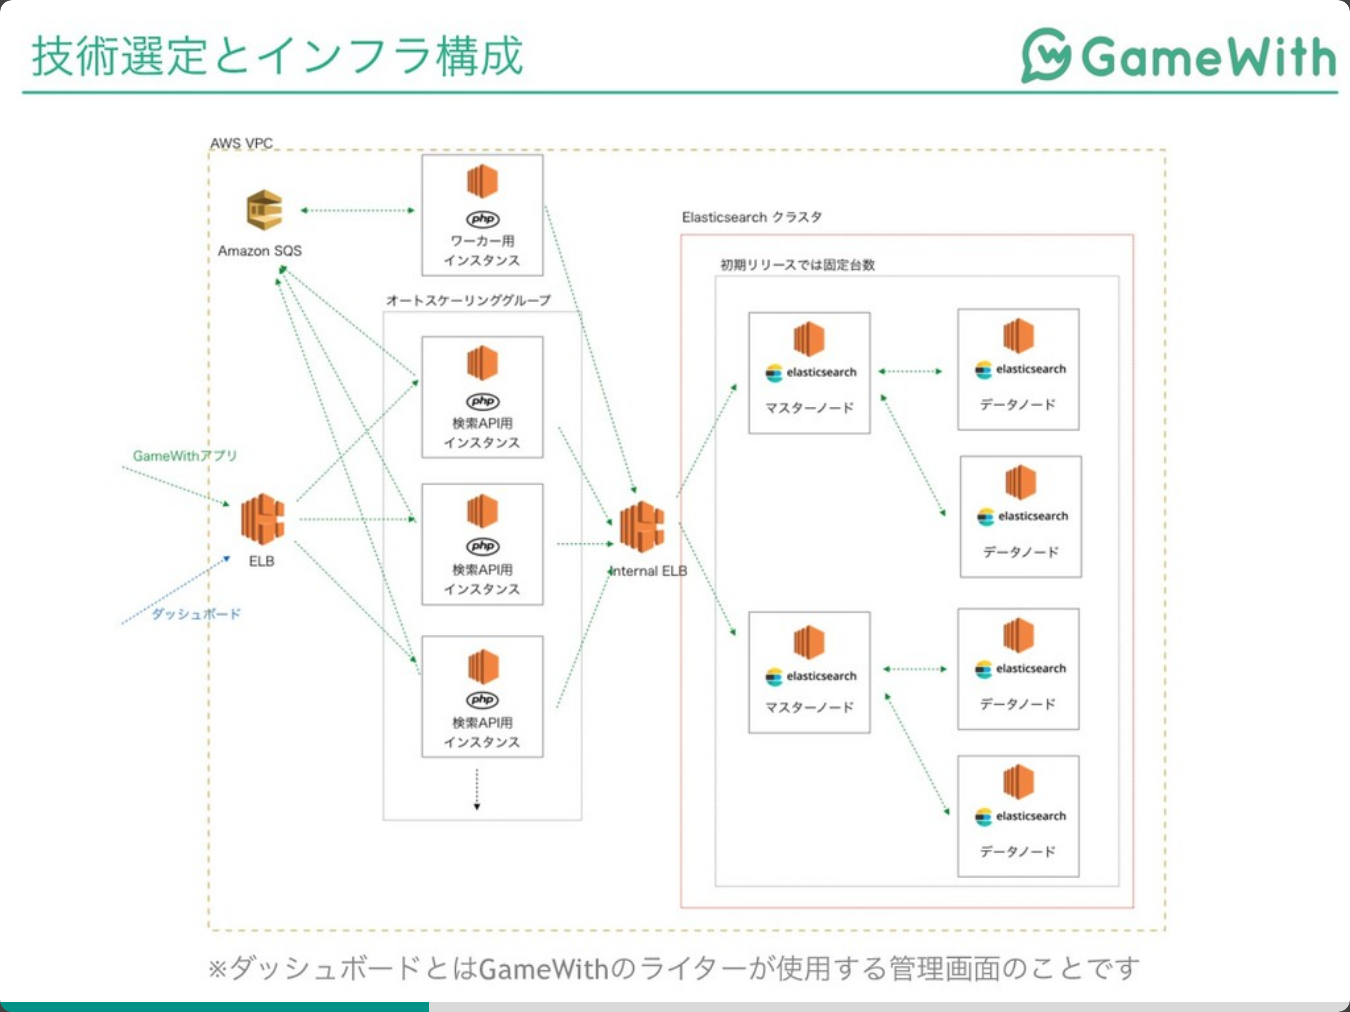 技術選定とインフラ構成
GameWith
AWS VPC
Amazon SQS
php
ワーカー用
インスタンス
オートスケーリンググループ
php
検索API用
インスタンス
php
検索API用
インスタンス
php
検索API用
インスタンス
GameWithアプリ
ELB
ダッシュボード
Internal ELB
Elasticsearch クラスタ
初期リリースでは固定台数
elasticsearch
マスターノード
elasticsearch
データノード
elasticsearch
データノード
elasticsearch
マスターノード
elasticsearch
データノード
elasticsearch
データノード
※ダッシュボードとはGameWithのライターが使用する管理画面のことです